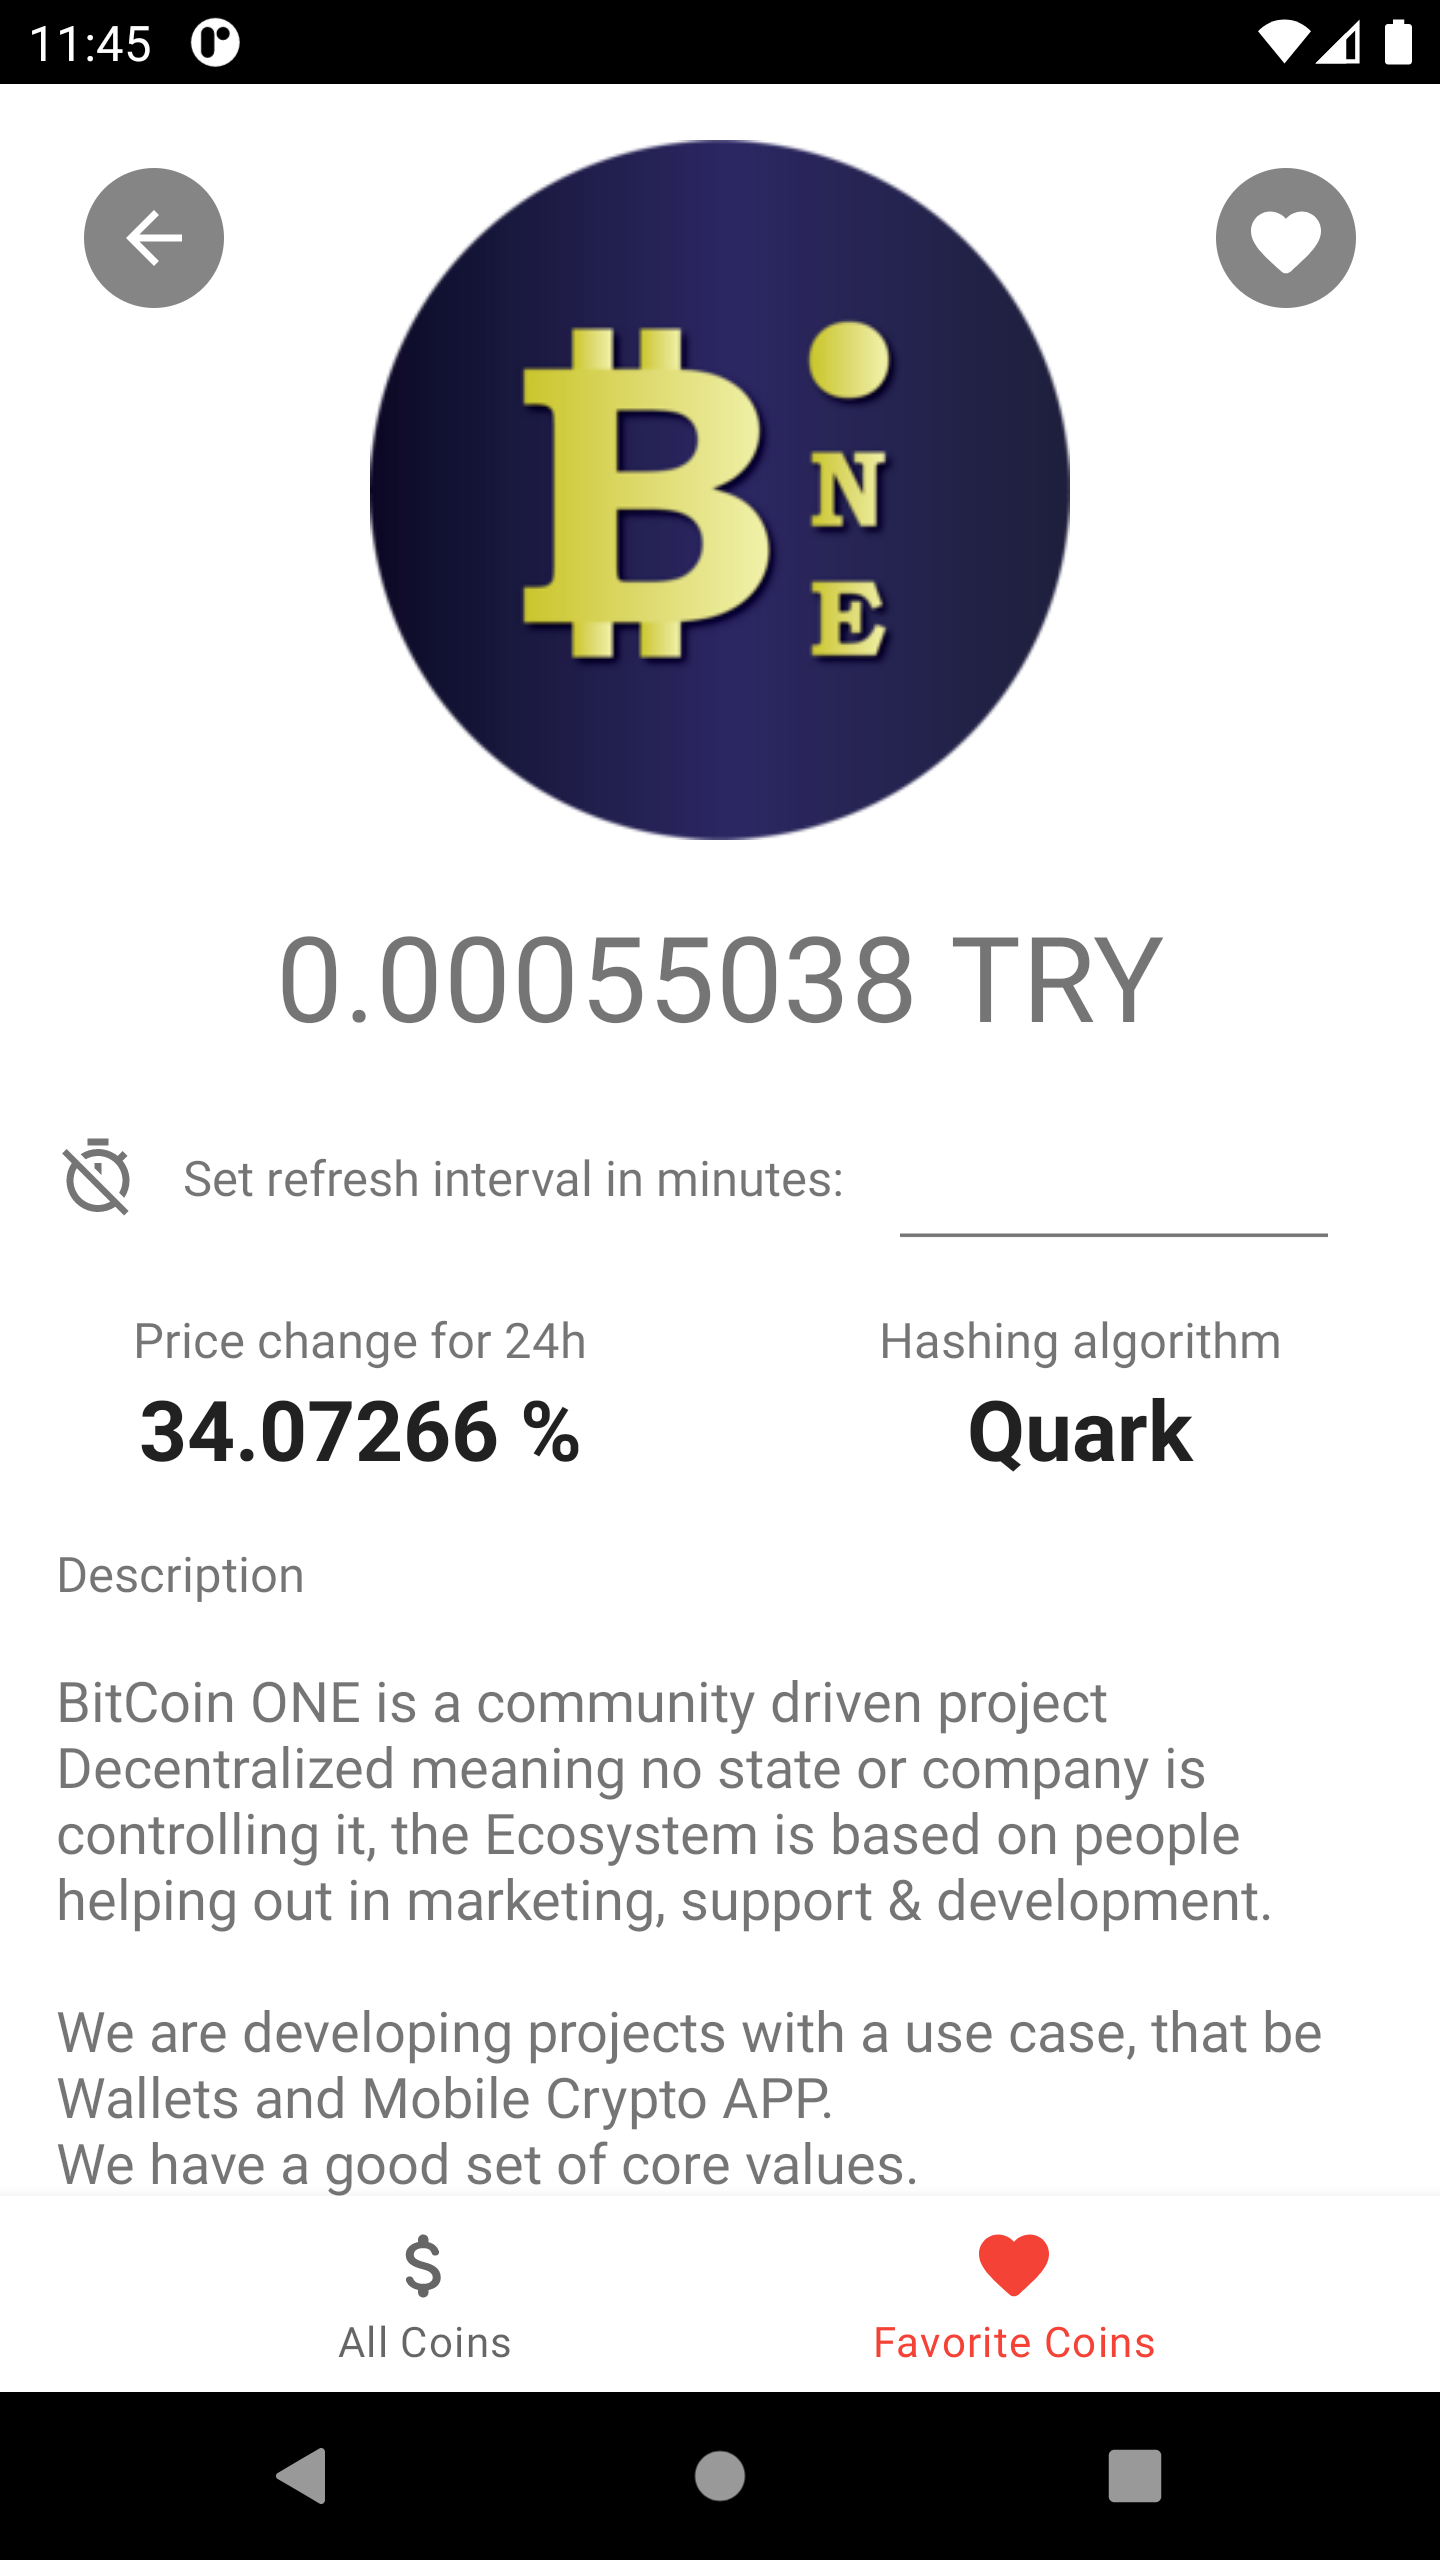 11:45
B
N
E
0.00055038 TRY
Set refresh interval in minutes:
Price change for 24h
Hashing algorithm
34.07266 %
Quark
Description
BitCoin ONE is a community driven project
Decentralized meaning no state or company is
controlling it, the Ecosystem is based on people
helping out in marketing, support & development.
We are developing projects with a use case, that be
Wallets and Mobile Crypto APP.
We have a good set of core values.
$
All Coins
Favorite Coins